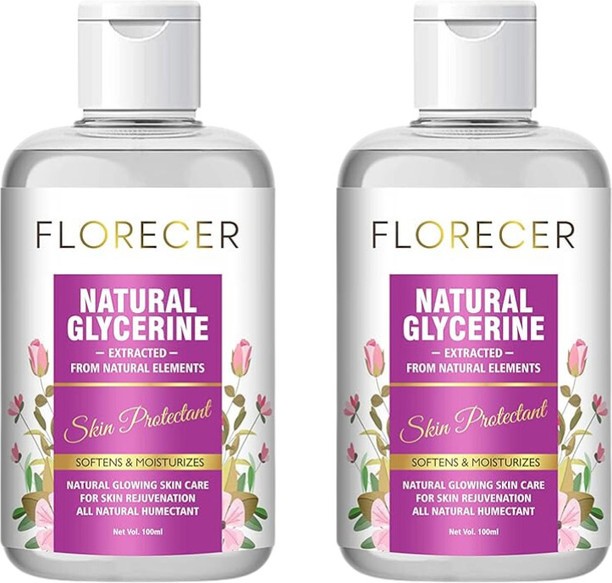 FLORECER
NATURAL
GLYCERINE
— EXTRACTED —
FROM NATURAL ELEMENTS
Skin Protectant
SOFTENS & MOISTURIZES
NATURAL GLOWING SKIN CARE
FOR SKIN REJUVENATION
ALL NATURAL HUMECTANT
Net Vol. 100ml
FLORECER
NATURAL
GLYCERINE
— EXTRACTED —
FROM NATURAL ELEMENTS
Skin Protectant
SOFTENS & MOISTURIZES
NATURAL GLOWING SKIN CARE
FOR SKIN REJUVENATION
ALL NATURAL HUMECTANT
Net Vol. 100ml